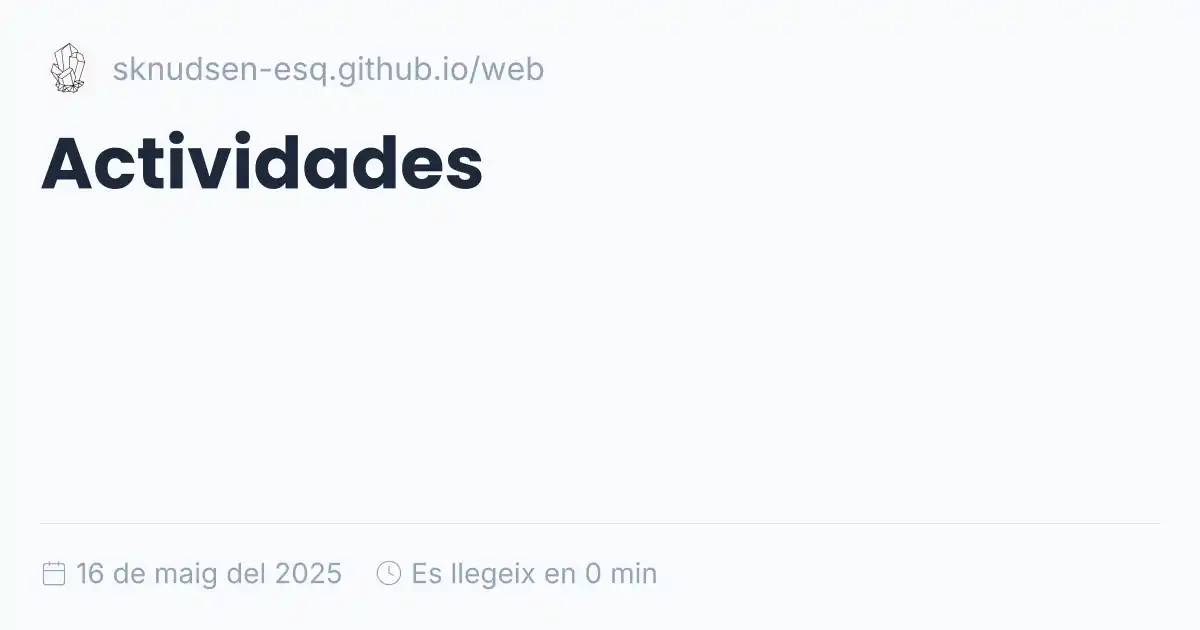 sknudsen-esq.github.io/web
Actividades
16 de maig del 2025 Es llegeix en 0 min